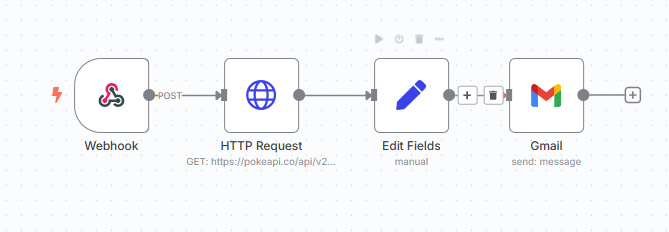 POST
Webhook
HTTP Request
GET: https://pokeapi.co/api/v2...
Edit Fields
manual
Gmail
send: message